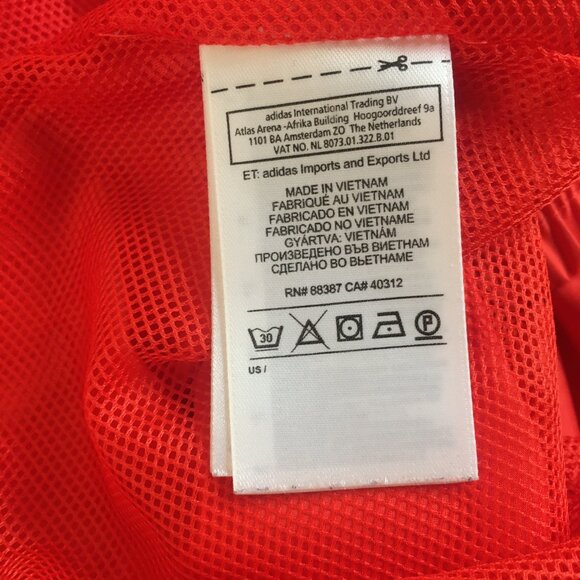 adidas International Trading BV
Atlas Arena -Afrika Building Hoogoorddreef 9a
1101 BA Amsterdam ZO The Netherlands
VAT NO. NL 8073.01.322.B.01
ET: adidas Imports and Exports Ltd
MADE IN VIETNAM
FABRIQUÉ AU VIETNAM
FABRICADO EN VIETNAM
FABRICADO NO VIETNAME
GYÁRTVA: VIETNÁM
ПРОИЗВЕДЕНО ВЪВ ВИЕТНАМ
СДЕЛАНО ВО ВЬЕТНАМЕ
RN# 88387 CA# 40312
30 P
US /